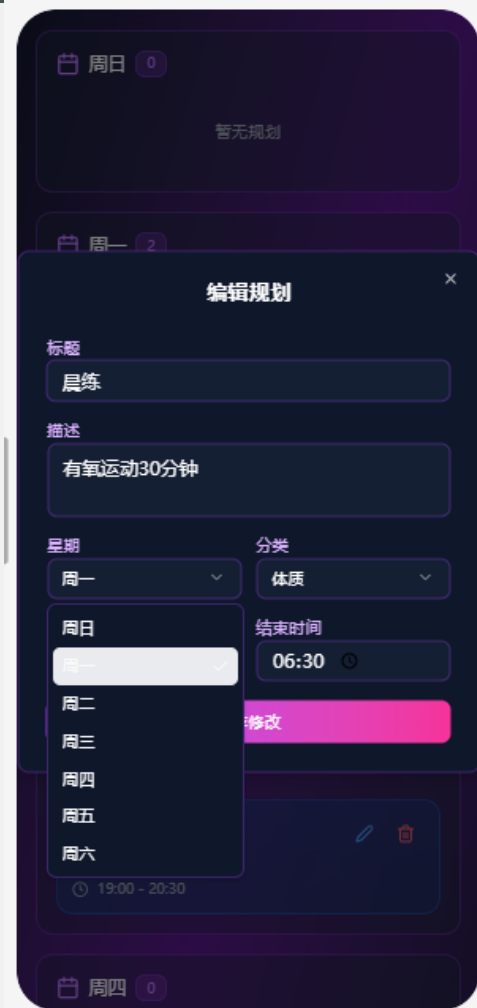 周日 0
暂无规划
周一 2
编辑规划
标题
晨练
描述
有氧运动30分钟
星期
分类
周一
体质
周日
结束时间
周一
06:30
周二
修改
周三
周四
周五
周六
19:00 - 20:30
周四 0